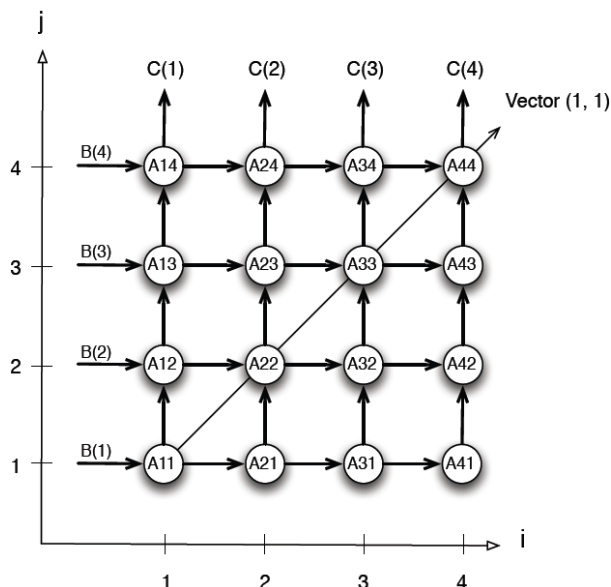 j
C(1) C(2) C(3) C(4)
Vector (1, 1)
4 B(4) A14 A24 A34 A44
3 B(3) A13 A23 A33 A43
2 B(2) A12 A22 A32 A42
1 B(1) A11 A21 A31 A41
i
1 2 3 4